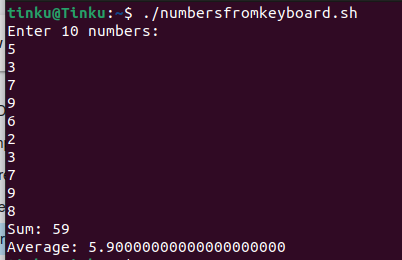 tinku@Tinku:~$ ./numbersfromkeyboard.sh
Enter 10 numbers:
5
3
7
9
6
2
3
7
9
8
Sum: 59
Average: 5.90000000000000000000